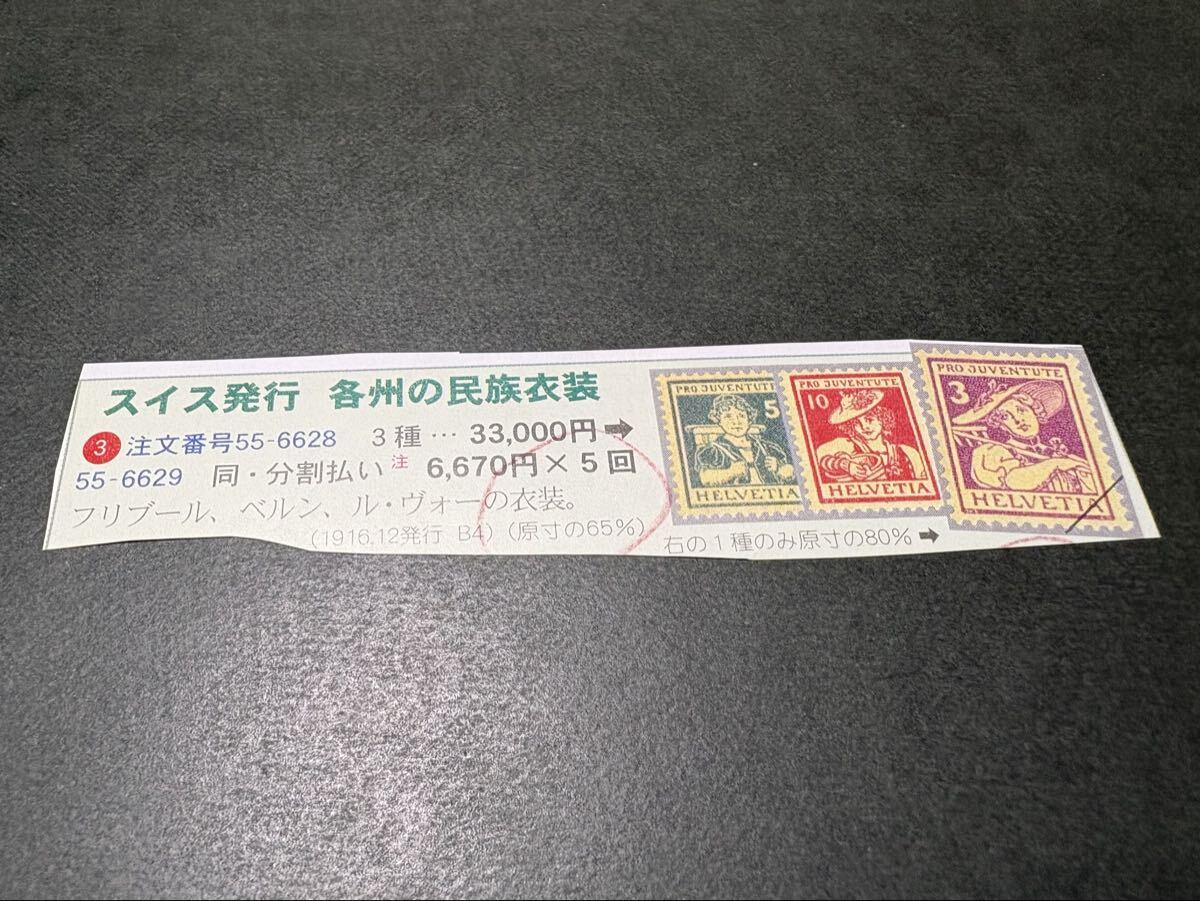 スイス発行 各州の民族衣装
3 注文番号55-6628 3種… 33,000円➡
55-6629 同・分割払い注 6,670円×5回
フリブール、ベルン、ル・ヴォーの衣装。
(1916.12発行 B4) (原寸の65%)
右の1種のみ原寸の80%➡
PRO JUVENTUTE
5
HELVETIA
PRO JUVENTUTE
10
HELVETIA
PRO JUVENTUTE
3
HELVETIA